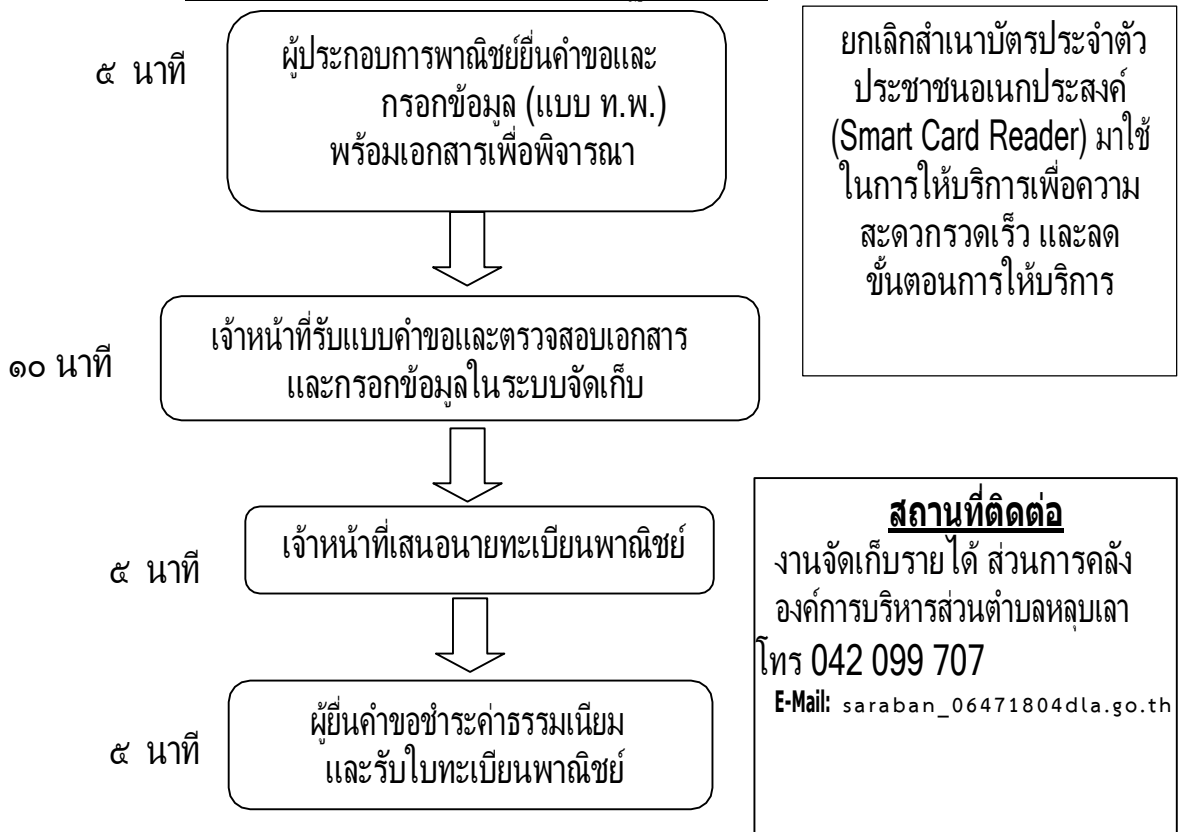 ๕ นาที
ผู้ประกอบการพาณิชย์ยื่นคำขอและ
กรอกข้อมูล (แบบ ท.พ.)
พร้อมเอกสารเพื่อพิจารณา
๑๐ นาที
เจ้าหน้าที่รับแบบคำขอและตรวจสอบเอกสาร
และกรอกข้อมูลในระบบจัดเก็บ
๕ นาที
เจ้าหน้าที่เสนอนายทะเบียนพาณิชย์
๕ นาที
ผู้ยื่นคำขอชำระค่าธรรมเนียม
และรับใบทะเบียนพาณิชย์
ยกเลิกสำเนาบัตรประจำตัว
ประชาชนอเนกประสงค์
(Smart Card Reader) มาใช้
ในการให้บริการเพื่อความ
สะดวกรวดเร็ว และลด
ขั้นตอนการให้บริการ
สถานที่ติดต่อ
งานจัดเก็บรายได้ ส่วนการคลัง
องค์การบริหารส่วนตำบลหลุบเลา
โทร 042 099 707
E-Mail: saraban_06471804dla.go.th